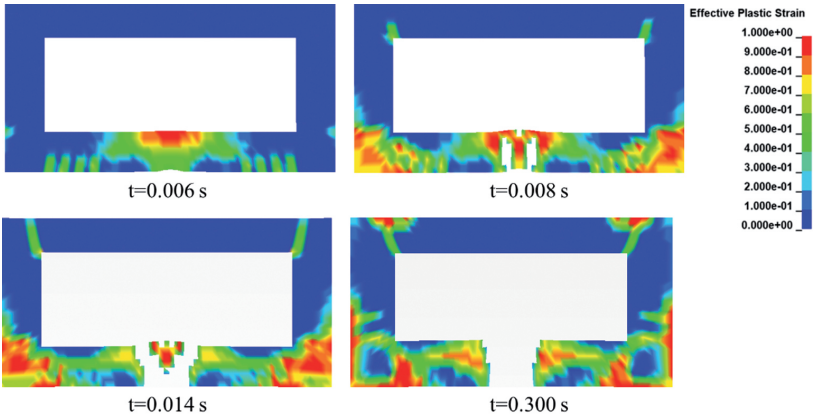 Effective Plastic Strain
1.000e+00
9.000e-01
8.000e-01
7.000e-01
6.000e-01
5.000e-01
4.000e-01
3.000e-01
2.000e-01
1.000e-01
0.000e+00
t=0.006 s
t=0.008 s
t=0.014 s
t=0.300 s